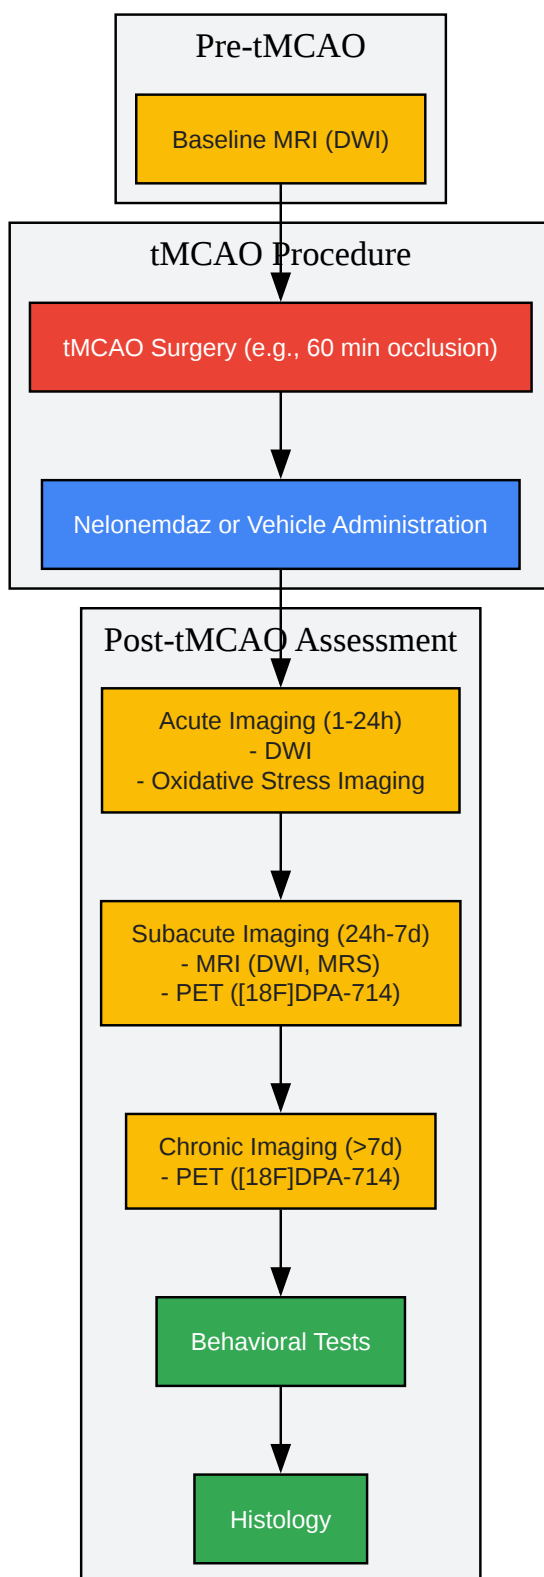 Pre-tMCAO
Baseline MRI (DWI)
tMCAO Procedure
tMCAO Surgery (e.g., 60 min occlusion)
Nelonemdaz or Vehicle Administration
Post-tMCAO Assessment
Acute Imaging (1-24h)
- DWI
- Oxidative Stress Imaging
Subacute Imaging (24h-7d)
- MRI (DWI, MRS)
- PET ([18F]DPA-714)
Chronic Imaging (>7d)
- PET ([18F]DPA-714)
Behavioral Tests
Histology